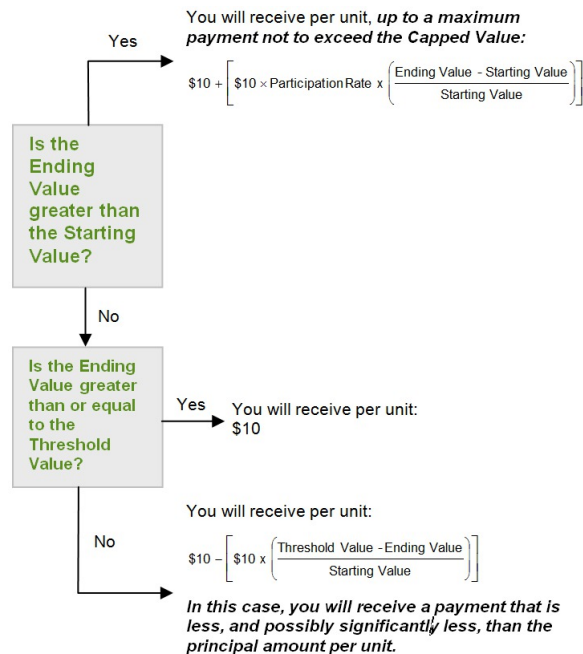 You will receive per unit, up to a maximum
payment not to exceed the Capped Value:
Yes
$10 + [ $10 × Participation Rate x ( Ending Value - Starting Value
Starting Value ) ]
Is the
Ending
Value
greater than
the Starting
Value?
No
Is the Ending
Value greater
than or equal
to the
Threshold
Value?
Yes
You will receive per unit:
$10
You will receive per unit:
No
$10 − [ $10 x ( Threshold Value - Ending Value
Starting Value ) ]
In this case, you will receive a payment that is
less, and possibly significantly less, than the
principal amount per unit.